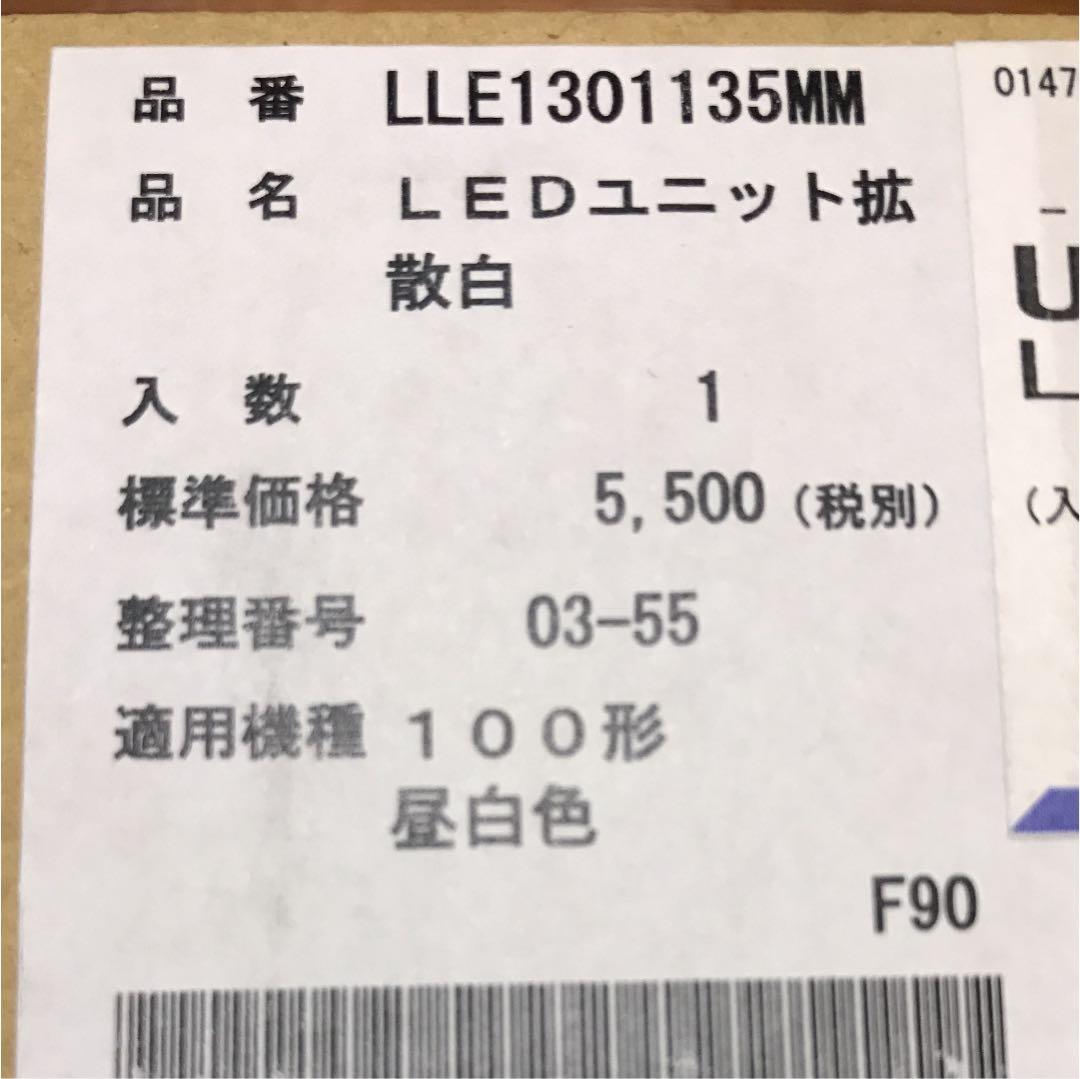 品 番 LLE1301135MM
品 名 ＬＥＤユニット拡
散白
入 数 1
標準価格 5,500（税別）
整理番号 03-55
適用機種 １００形
昼白色
F90
0147
U
L
（入